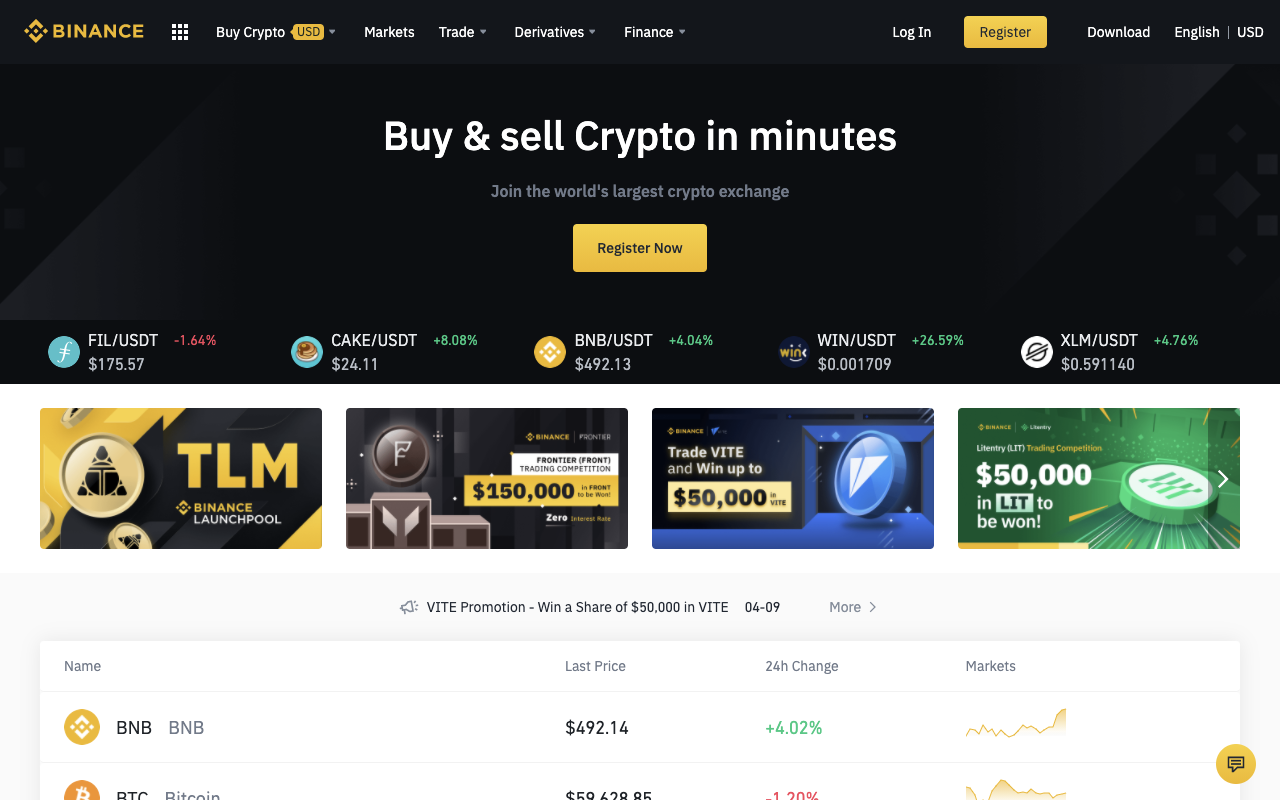 BINANCE
Buy Crypto USD
Markets
Trade
Derivatives
Finance
Log In
Register
Download
English
USD
Buy & sell Crypto in minutes
Join the world's largest crypto exchange
Register Now
FIL/USDT -1.64%
$175.57
CAKE/USDT +8.08%
$24.11
BNB/USDT +4.04%
$492.13
WIN/USDT +26.59%
$0.001709
XLM/USDT +4.76%
$0.591140
TLM
BINANCE
LAUNCHPOOL
BINANCE | FRONTIER
FRONTIER (FRONT)
TRADING COMPETITION
$150,000 in FRONT
to be Won!
Zero Interest Rate
BINANCE
Trade VITE
and Win up to
$50,000 in
VITE
BINANCE | Litentry
Litentry (LIT) Trading Competition
$50,000
in LIT to
be won!
VITE Promotion - Win a Share of $50,000 in VITE 04-09
More
Name Last Price 24h Change Markets
BNB BNB $492.14 +4.02%
BTC Bitcoin $59,628.85 -1.20%